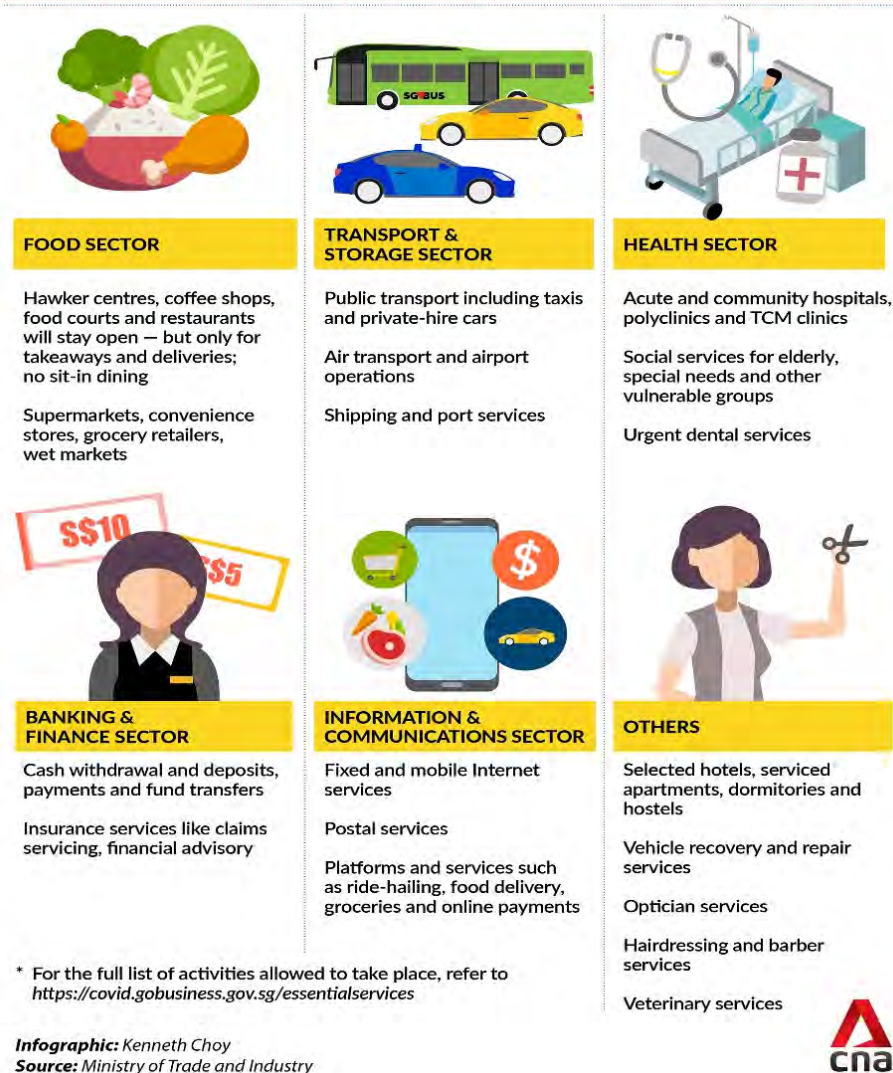 SG BUS
FOOD SECTOR
Hawker centres, coffee shops,
food courts and restaurants
will stay open — but only for
takeaways and deliveries;
no sit-in dining
Supermarkets, convenience
stores, grocery retailers,
wet markets
TRANSPORT &
STORAGE SECTOR
Public transport including taxis
and private-hire cars
Air transport and airport
operations
Shipping and port services
HEALTH SECTOR
Acute and community hospitals,
polyclinics and TCM clinics
Social services for elderly,
special needs and other
vulnerable groups
Urgent dental services
S$10
S$5
BANKING &
FINANCE SECTOR
Cash withdrawal and deposits,
payments and fund transfers
Insurance services like claims
servicing, financial advisory
$
INFORMATION &
COMMUNICATIONS SECTOR
Fixed and mobile Internet
services
Postal services
Platforms and services such
as ride-hailing, food delivery,
groceries and online payments
OTHERS
Selected hotels, serviced
apartments, dormitories and
hostels
Vehicle recovery and repair
services
Optician services
Hairdressing and barber
services
Veterinary services
* For the full list of activities allowed to take place, refer to
https://covid.gobusiness.gov.sg/essentialservices
Infographic: Kenneth Choy
Source: Ministry of Trade and Industry
cna